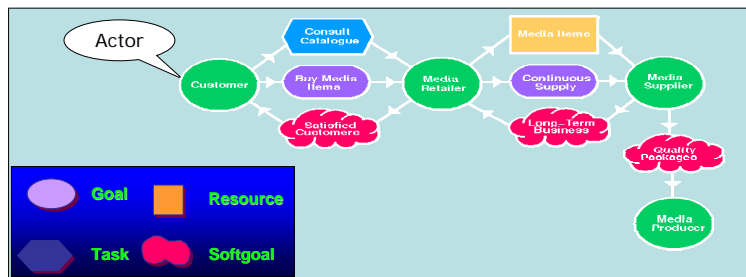 Actor
Consult
Catalogue
Media Items
Customer
Buy Media
Items
Media
Retailer
Continuous
Supply
Media
Supplier
Satisfied
Customers
Long-Term
Business
Quality
Packages
Media
Producer
Goal
Resource
Task
Softgoal